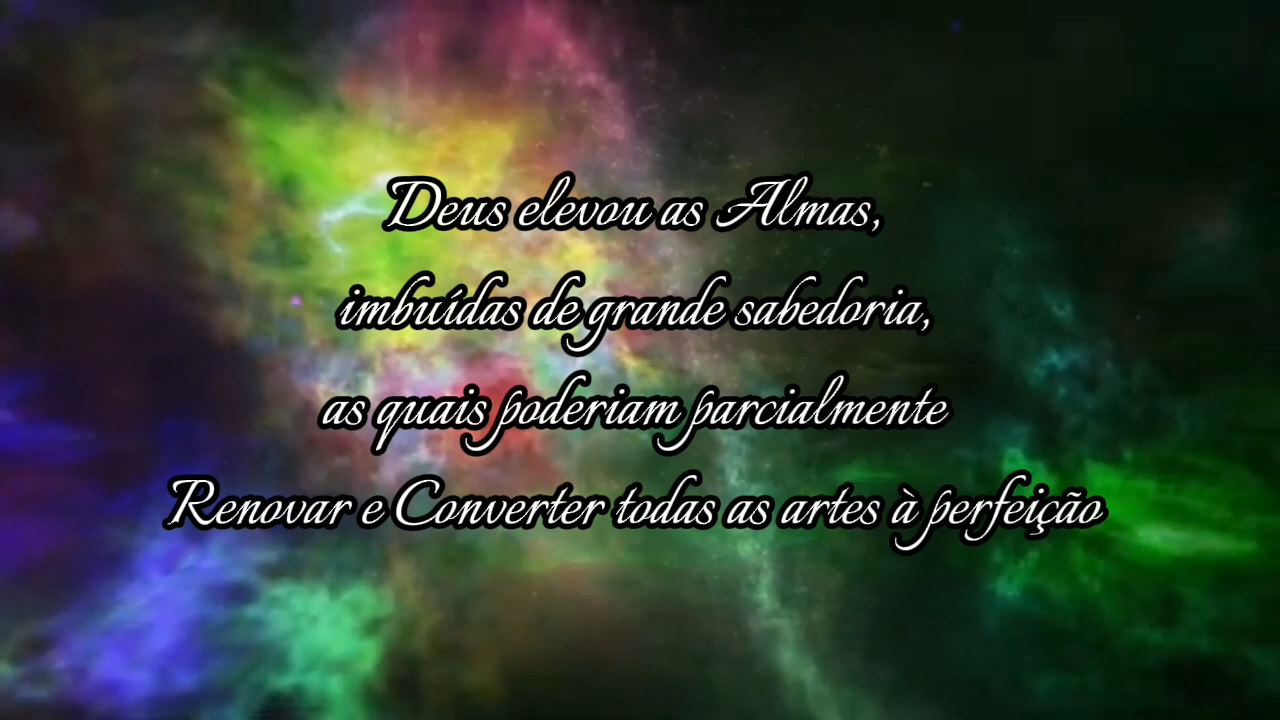 Deus elevou as Almas,
imbuídas de grande sabedoria,
as quais poderiam parcialmente
Renovar e Converter todas as artes à perfeição